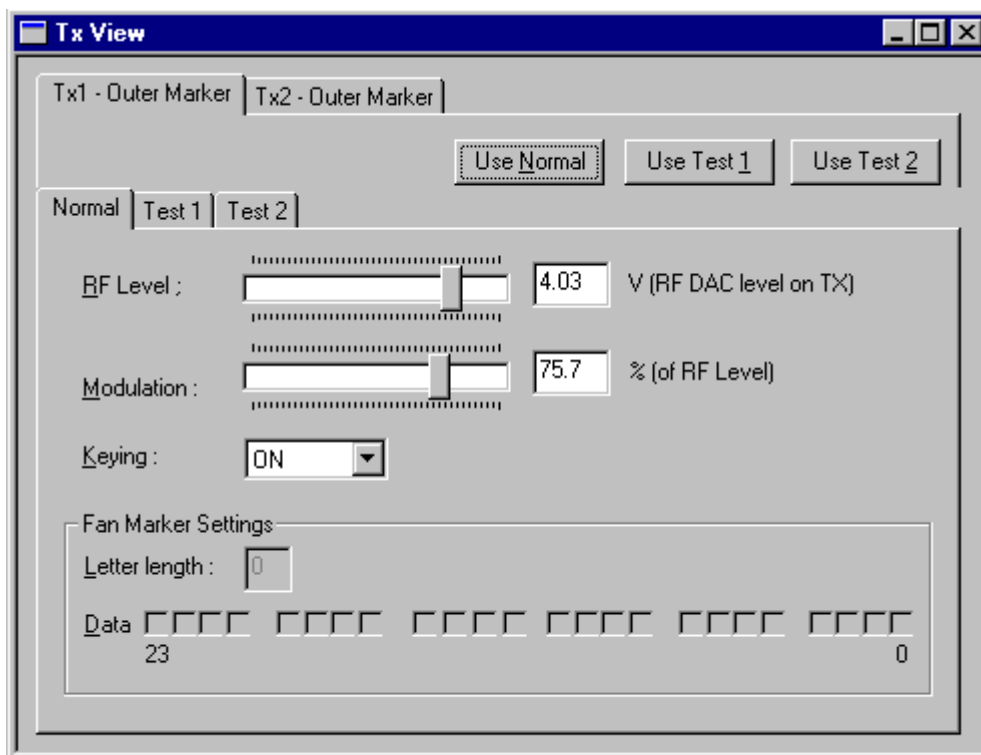 Tx View
Tx1 - Outer Marker Tx2 - Outer Marker
Use Normal Use Test 1 Use Test 2
Normal Test 1 Test 2
RF Level ; 4.03 V (RF DAC level on TX)
Modulation : 75.7 % (of RF Level)
Keying : ON
Fan Marker Settings
Letter length : 0
Data
23 0